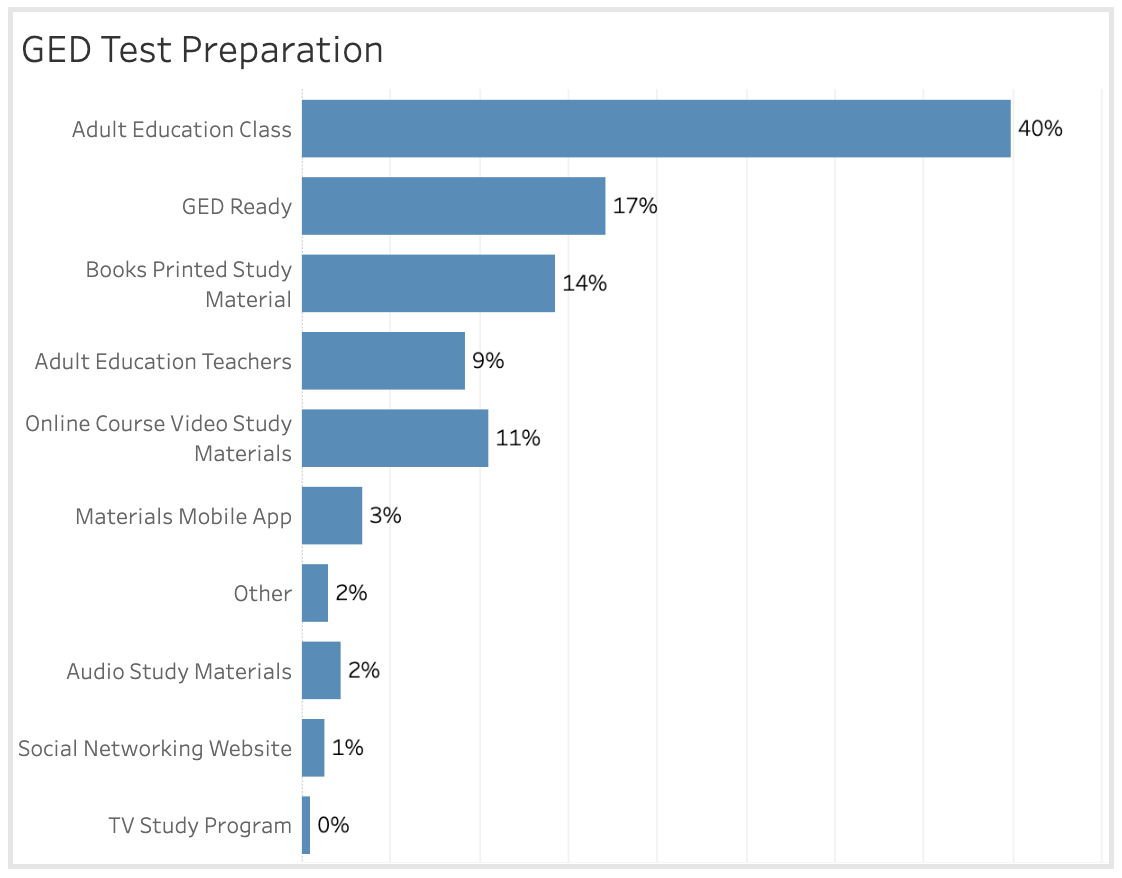 GED Test Preparation
Adult Education Class
40%
GED Ready
17%
Books Printed Study
Material
14%
Adult Education Teachers
9%
Online Course Video Study
Materials
11%
Materials Mobile App
3%
Other
2%
Audio Study Materials
2%
Social Networking Website
1%
TV Study Program
0%